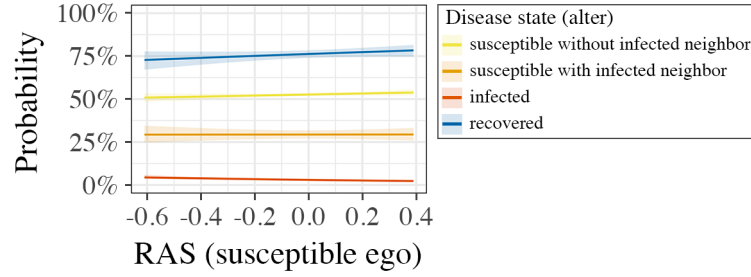 100%
75%
50%
25%
0%
Probability
-0.6 -0.4 -0.2 0.0 0.2 0.4
RAS (susceptible ego)
Disease state (alter)
susceptible without infected neighbor
susceptible with infected neighbor
infected
recovered